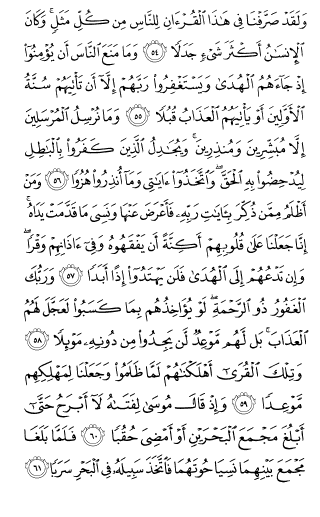 وَلَقَدْ صَرَّفْنَا فِى هَٰذَا ٱلْقُرْءَانِ لِلنَّاسِ مِن كُلِّ مَثَلٍ ۚ وَكَانَ
ٱلْإِنسَٰنُ أَكْثَرَ شَىْءٍ جَدَلًا ٥٤ وَمَا مَنَعَ ٱلنَّاسَ أَن يُؤْمِنُوٓا۟
إِذْ جَآءَهُمُ ٱلْهُدَىٰ وَيَسْتَغْفِرُوا۟ رَبَّهُمْ إِلَّآ أَن تَأْتِيَهُمْ سُنَّةُ
ٱلْأَوَّلِينَ أَوْ يَأْتِيَهُمُ ٱلْعَذَابُ قُبُلًا ٥٥ وَمَا نُرْسِلُ ٱلْمُرْسَلِينَ
إِلَّا مُبَشِّرِينَ وَمُنذِرِينَ ۚ وَيُجَٰدِلُ ٱلَّذِينَ كَفَرُوا۟ بِٱلْبَٰطِلِ
لِيُدْحِضُوا۟ بِهِ ٱلْحَقَّ ۖ وَٱتَّخَذُوٓا۟ ءَايَٰتِى وَمَآ أُنذِرُوا۟ هُزُوًا ٥٦ وَمَنْ
أَظْلَمُ مِمَّن ذُكِّرَ بِـَٔايَٰتِ رَبِّهِۦ فَأَعْرَضَ عَنْهَا وَنَسِىَ مَا قَدَّمَتْ يَدَاهُ ۚ
إِنَّا جَعَلْنَا عَلَىٰ قُلُوبِهِمْ أَكِنَّةً أَن يَفْقَهُوهُ وَفِىٓ ءَاذَانِهِمْ وَقْرًا ۖ
وَإِن تَدْعُهُمْ إِلَى ٱلْهُدَىٰ فَلَن يَهْتَدُوٓا۟ إِذًا أَبَدًا ٥٧ وَرَبُّكَ
ٱلْغَفُورُ ذُو ٱلرَّحْمَةِ ۖ لَوْ يُؤَاخِذُهُم بِمَا كَسَبُوا۟ لَعَجَّلَ لَهُمُ
ٱلْعَذَابَ ۚ بَل لَّهُم مَّوْعِدٌ لَّن يَجِدُوا۟ مِن دُونِهِۦ مَوْئِلًا ٥٨
وَتِلْكَ ٱلْقُرَىٰٓ أَهْلَكْنَٰهُمْ لَمَّا ظَلَمُوا۟ وَجَعَلْنَا لِمَهْلِكِهِم
مَّوْعِدًا ٥٩ وَإِذْ قَالَ مُوسَىٰ لِفَتَىٰهُ لَآ أَبْرَحُ حَتَّىٰٓ
أَبْلُغَ مَجْمَعَ ٱلْبَحْرَيْنِ أَوْ أَمْضِىَ حُقُبًا ٦٠ فَلَمَّا بَلَغَا
مَجْمَعَ بَيْنِهِمَا نَسِيَا حُوتَهُمَا فَٱتَّخَذَ سَبِيلَهُۥ فِى ٱلْبَحْرِ سَرَبًا ٦١